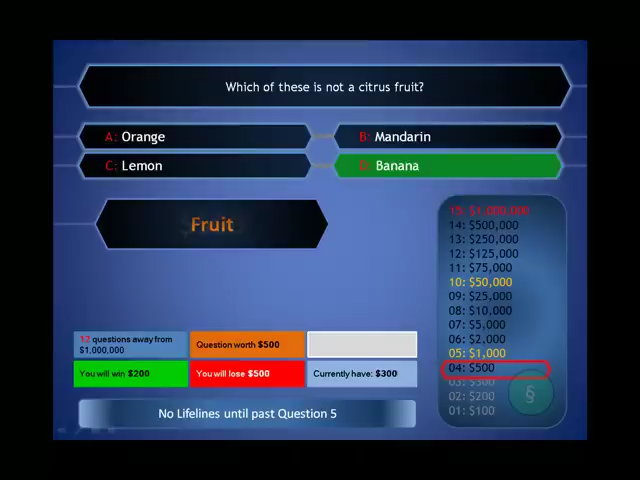 Which of these is not a citrus fruit?
A: Orange
B: Mandarin
C: Lemon
D: Banana
Fruit
15: $1,000,000
14: $500,000
13: $250,000
12: $125,000
11: $75,000
10: $50,000
09: $25,000
08: $10,000
07: $5,000
06: $2,000
05: $1,000
04: $500
03: $300
02: $200
01: $100
§
12 questions away from
$1,000,000
Question worth $500
You will win $200
You will lose $500
Currently have: $300
No Lifelines until past Question 5